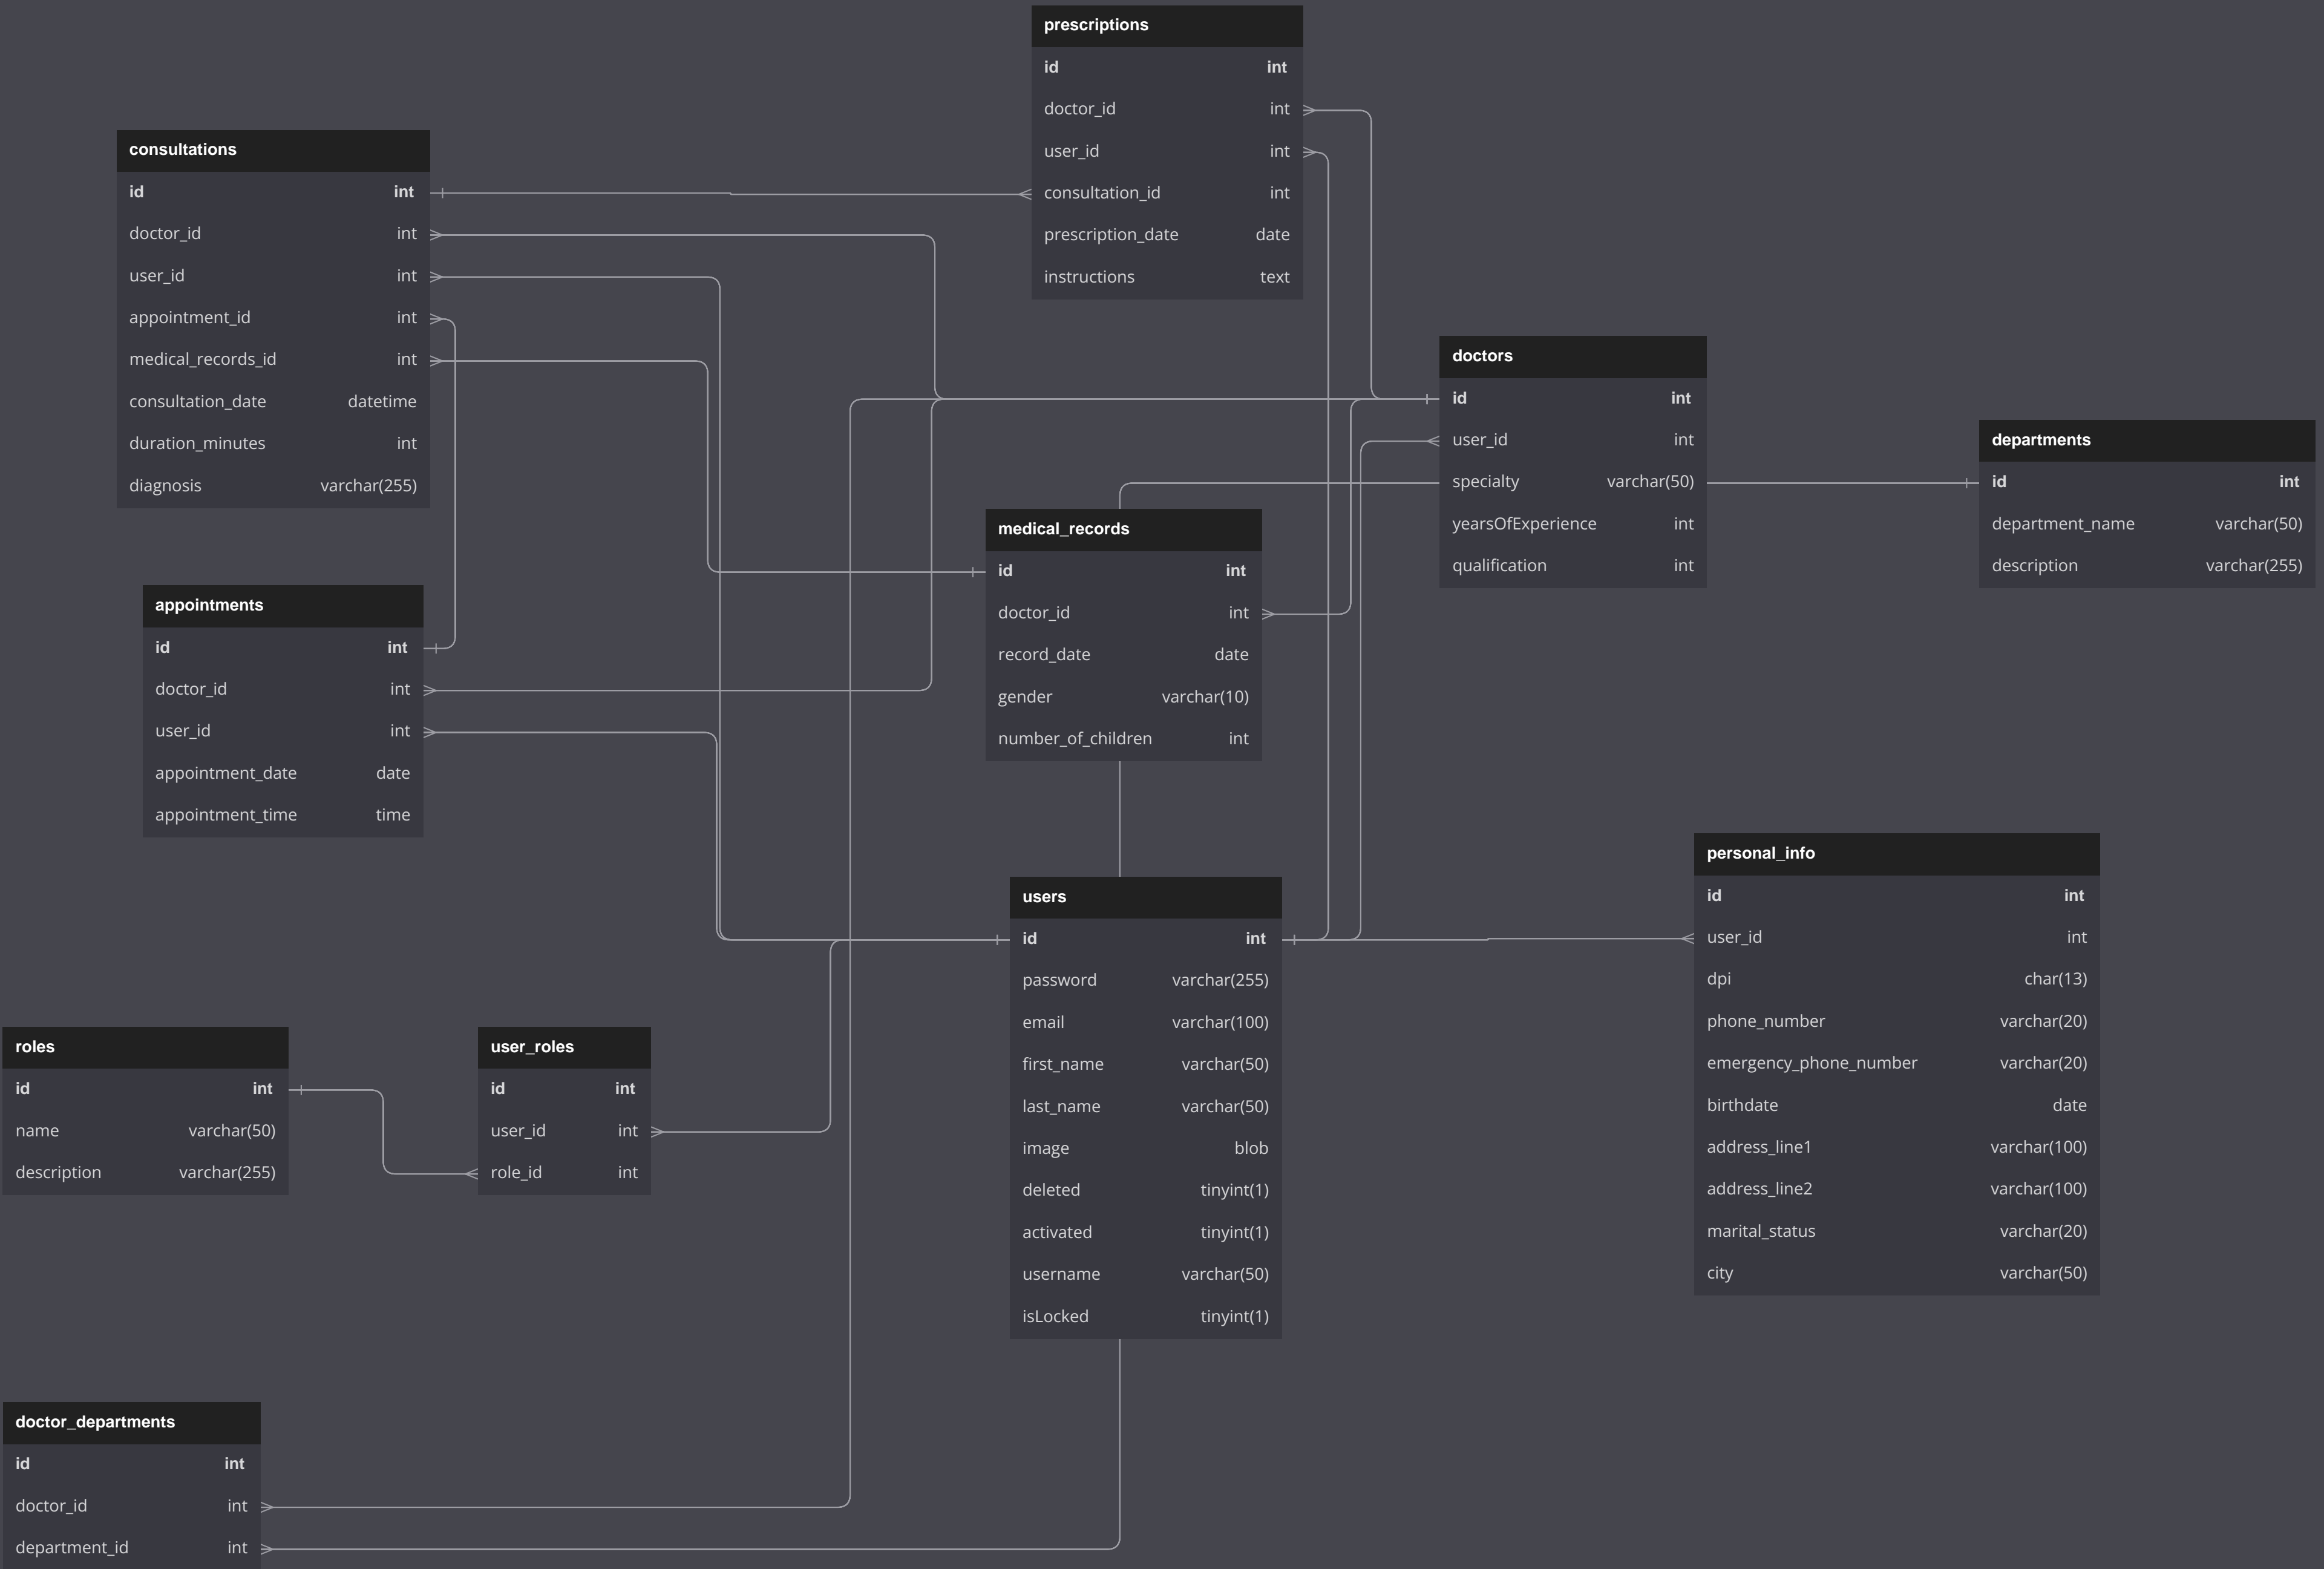 prescriptions
id int
doctor_id int
user_id int
consultation_id int
prescription_date date
instructions text
consultations
id int
doctor_id int
user_id int
appointment_id int
medical_records_id int
consultation_date datetime
duration_minutes int
diagnosis varchar(255)
doctors
id int
user_id int
specialty varchar(50)
yearsOfExperience int
qualification int
departments
id int
department_name varchar(50)
description varchar(255)
medical_records
id int
doctor_id int
record_date date
gender varchar(10)
number_of_children int
appointments
id int
doctor_id int
user_id int
appointment_date date
appointment_time time
personal_info
id int
user_id int
dpi char(13)
phone_number varchar(20)
emergency_phone_number varchar(20)
birthdate date
address_line1 varchar(100)
address_line2 varchar(100)
marital_status varchar(20)
city varchar(50)
users
id int
password varchar(255)
email varchar(100)
first_name varchar(50)
last_name varchar(50)
image blob
deleted tinyint(1)
activated tinyint(1)
username varchar(50)
isLocked tinyint(1)
roles
id int
name varchar(50)
description varchar(255)
user_roles
id int
user_id int
role_id int
doctor_departments
id int
doctor_id int
department_id int